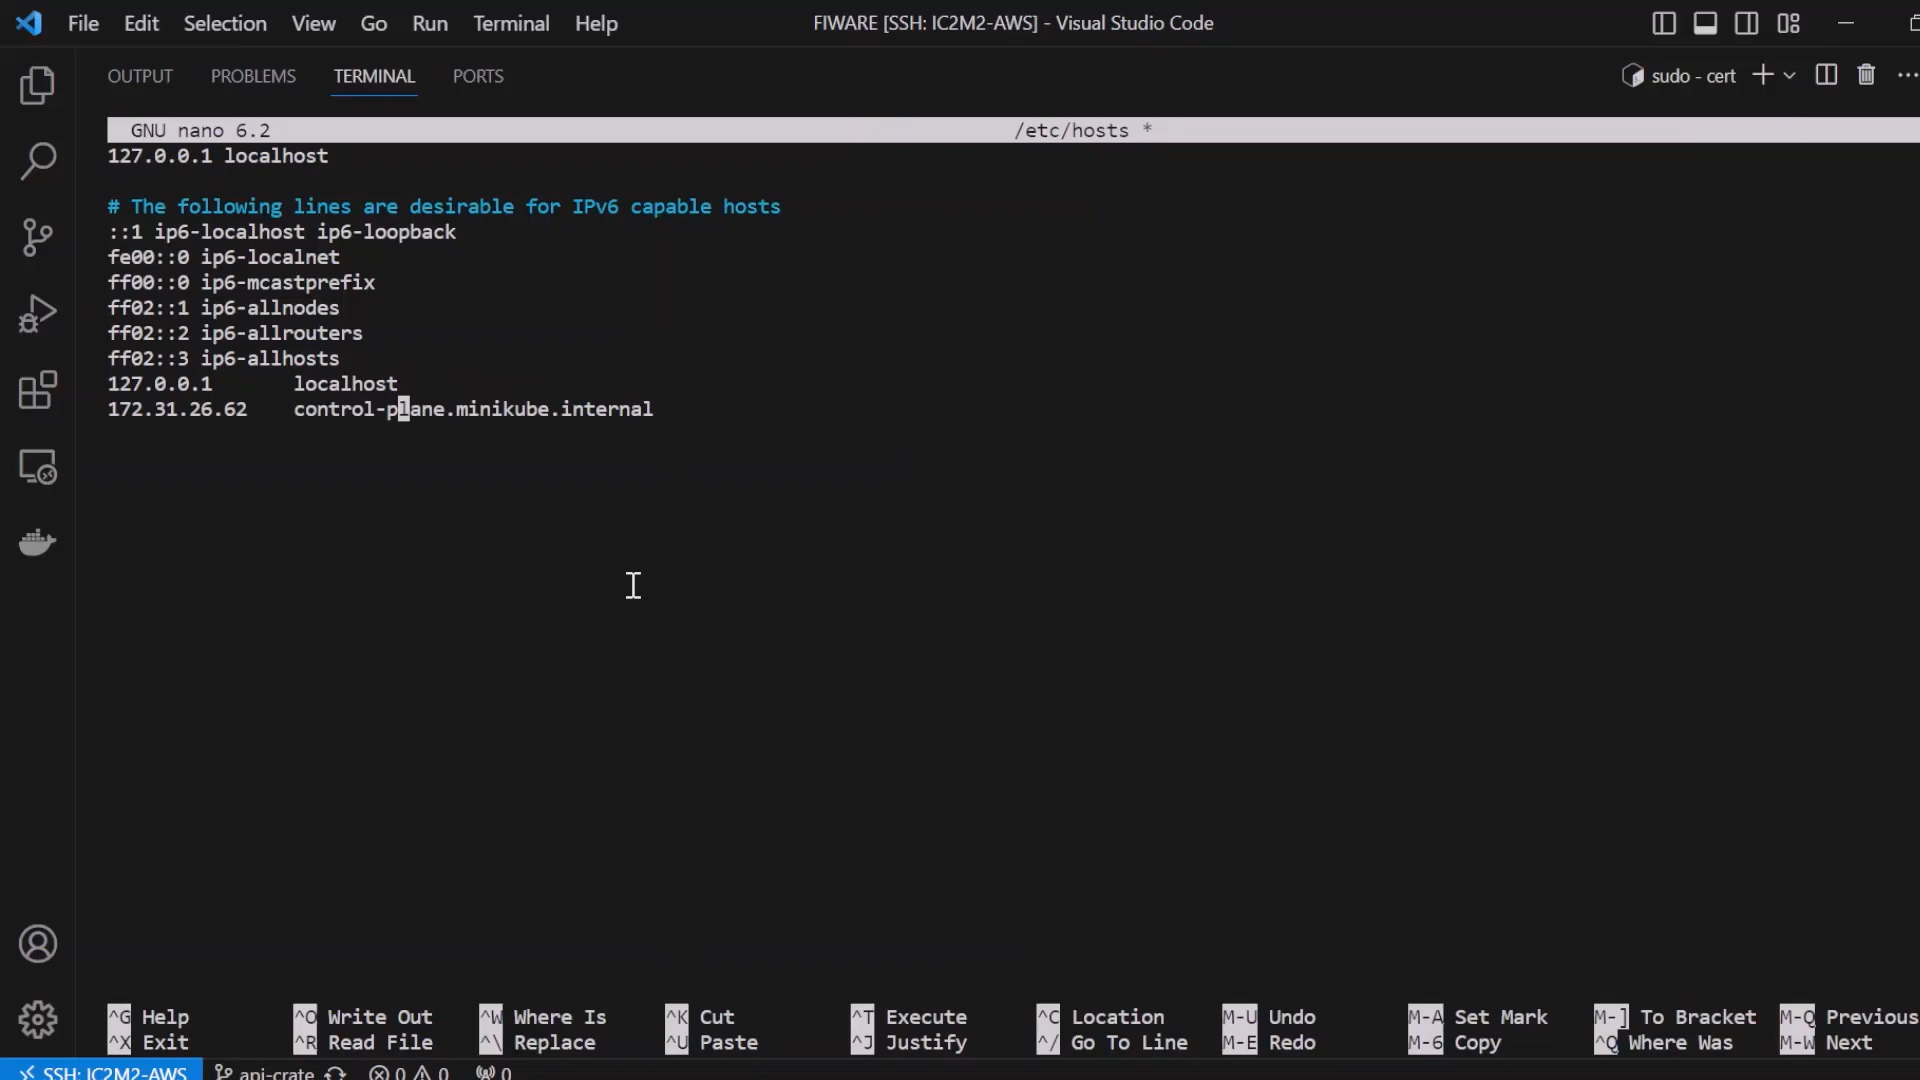 File Edit Selection View Go Run Terminal Help FIWARE [SSH: IC2M2-AWS] - Visual Studio Code
OUTPUT PROBLEMS TERMINAL PORTS sudo - cert
GNU nano 6.2 /etc/hosts *
127.0.0.1 localhost
# The following lines are desirable for IPv6 capable hosts
::1 ip6-localhost ip6-loopback
fe00::0 ip6-localnet
ff00::0 ip6-mcastprefix
ff02::1 ip6-allnodes
ff02::2 ip6-allrouters
ff02::3 ip6-allhosts
127.0.0.1 localhost
172.31.26.62 control-plane.minikube.internal
^G Help ^O Write Out ^W Where Is ^K Cut ^T Execute ^C Location M-U Undo M-A Set Mark M-] To Bracket M-Q Previous
^X Exit ^R Read File ^\ Replace ^U Paste ^J Justify ^/ Go To Line M-E Redo M-6 Copy ^Q Where Was M-W Next
SSH: IC2M2-AWS api-crate 0 0 0